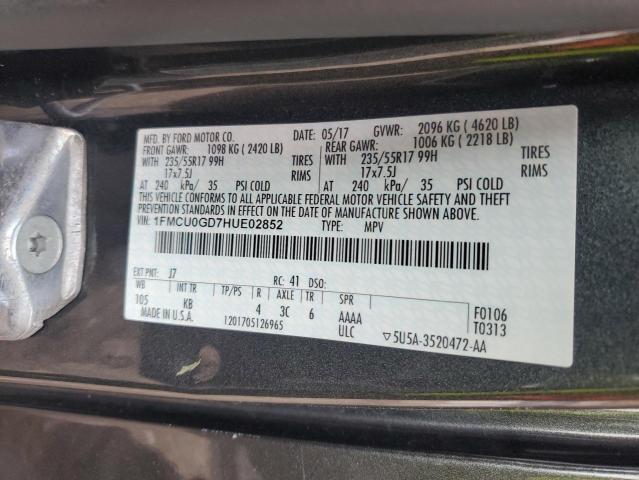 MFD. BY FORD MOTOR CO.
DATE: 05/17 GVWR: 2096 KG ( 4620 LB)
FRONT GAWR: 1098 KG ( 2420 LB)
REAR GAWR: 1006 KG ( 2218 LB)
WITH 235/55R17 99H TIRES
WITH 235/55R17 99H TIRES
17x7.5J RIMS
17x7.5J RIMS
AT 240 kPa/ 35 PSI COLD
AT 240 kPa/ 35 PSI COLD
THIS VEHICLE CONFORMS TO ALL APPLICABLE FEDERAL MOTOR VEHICLE SAFETY AND THEFT
PREVENTION STANDARDS IN EFFECT ON THE DATE OF MANUFACTURE SHOWN ABOVE.
VIN: 1FMCU0GD7HUE02852 TYPE: MPV
EXT PNT: J7 RC: 41 DSO:
WB INT TR TP/PS R AXLE TR SPR
105 KB 4 3C 6 AAAA F0106
MADE IN U.S.A. 1201705126965 ULC T0313
▽5U5A-3520472-AA